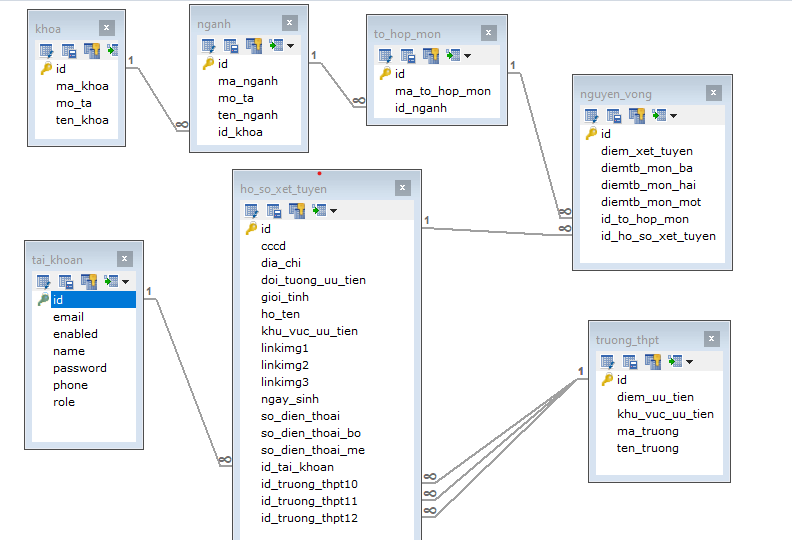 khoa
id
ma_khoa
mo_ta
ten_khoa
1
∞
nganh
id
ma_nganh
mo_ta
ten_nganh
id_khoa
1
∞
to_hop_mon
id
ma_to_hop_mon
id_nganh
1
∞
nguyen_vong
id
diem_xet_tuyen
diemtb_mon_ba
diemtb_mon_hai
diemtb_mon_mot
id_to_hop_mon
id_ho_so_xet_tuyen
ho_so_xet_tuyen
id
cccd
dia_chi
doi_tuong_uu_tien
gioi_tinh
ho_ten
khu_vuc_uu_tien
linkimg1
linkimg2
linkimg3
ngay_sinh
so_dien_thoai
so_dien_thoai_bo
so_dien_thoai_me
id_tai_khoan
id_truong_thpt10
id_truong_thpt11
id_truong_thpt12
1
∞
tai_khoan
id
email
enabled
name
password
phone
role
1
∞
truong_thpt
id
diem_uu_tien
khu_vuc_uu_tien
ma_truong
ten_truong
1
∞
∞
∞